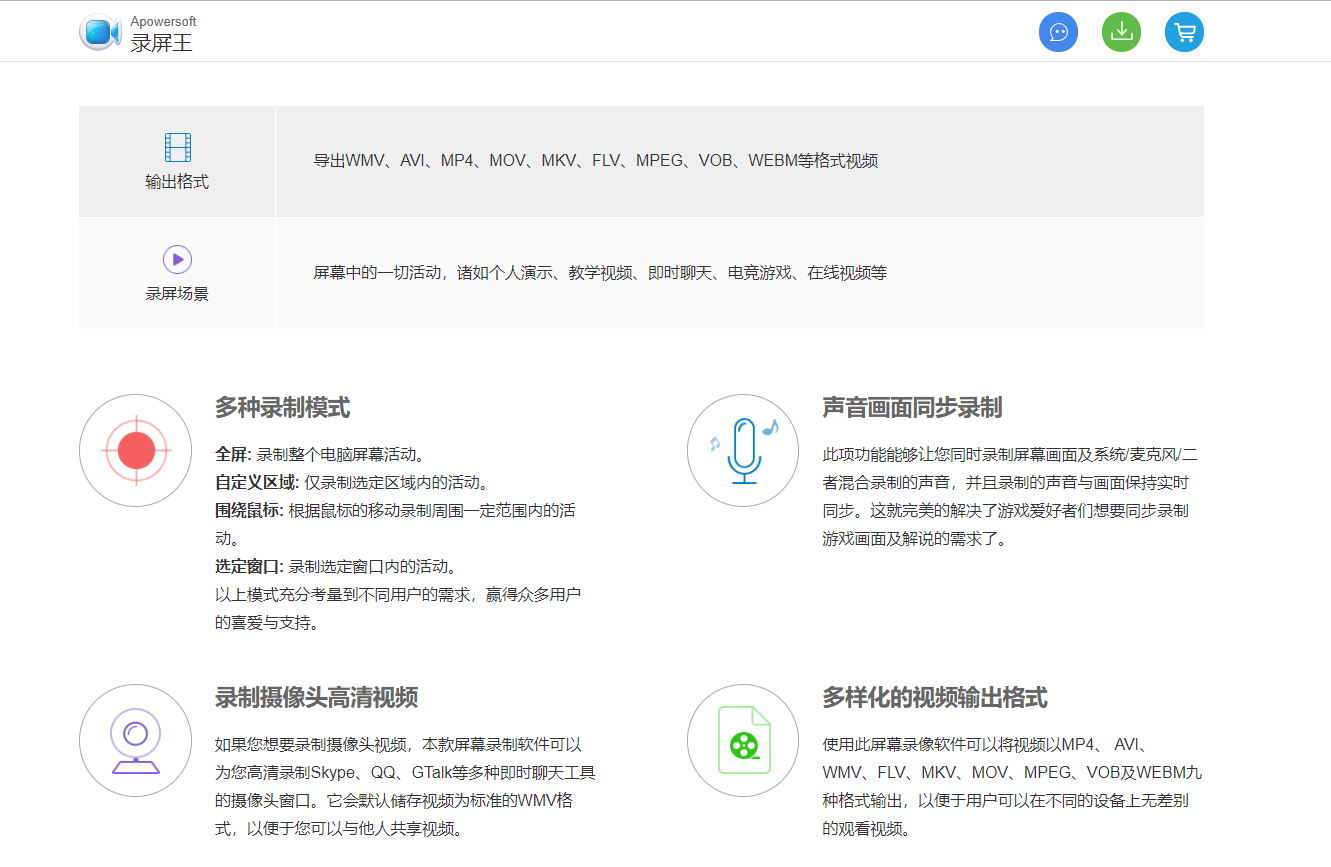 Apowersoft
录屏王
输出格式
导出WMV、AVI、MP4、MOV、MKV、FLV、MPEG、VOB、WEBM等格式视频
录屏场景
屏幕中的一切活动，诸如个人演示、教学视频、即时聊天、电竞游戏、在线视频等
多种录制模式
全屏: 录制整个电脑屏幕活动。
自定义区域: 仅录制选定区域内的活动。
围绕鼠标: 根据鼠标的移动录制周围一定范围内的活
动。
选定窗口: 录制选定窗口内的活动。
以上模式充分考量到不同用户的需求，赢得众多用户
的喜爱与支持。
声音画面同步录制
此项功能能够让您同时录制屏幕画面及系统/麦克风/二
者混合录制的声音，并且录制的声音与画面保持实时
同步。这就完美的解决了游戏爱好者们想要同步录制
游戏画面及解说的需求了。
录制摄像头高清视频
如果您想要录制摄像头视频，本款屏幕录制软件可以
为您高清录制Skype、QQ、GTalk等多种即时聊天工具
的摄像头窗口。它会默认储存视频为标准的WMV格
式，以便于您可以与他人共享视频。
多样化的视频输出格式
使用此屏幕录像软件可以将视频以MP4、 AVI、
WMV、FLV、MKV、MOV、MPEG、VOB及WEBM九
种格式输出，以便于用户可以在不同的设备上无差别
的观看视频。